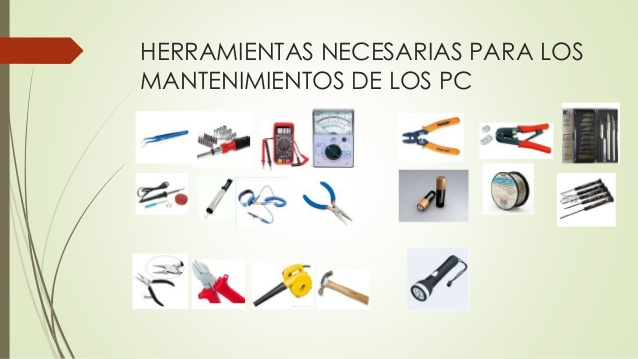 HERRAMIENTAS NECESARIAS PARA LOS
MANTENIMIENTOS DE LOS PC